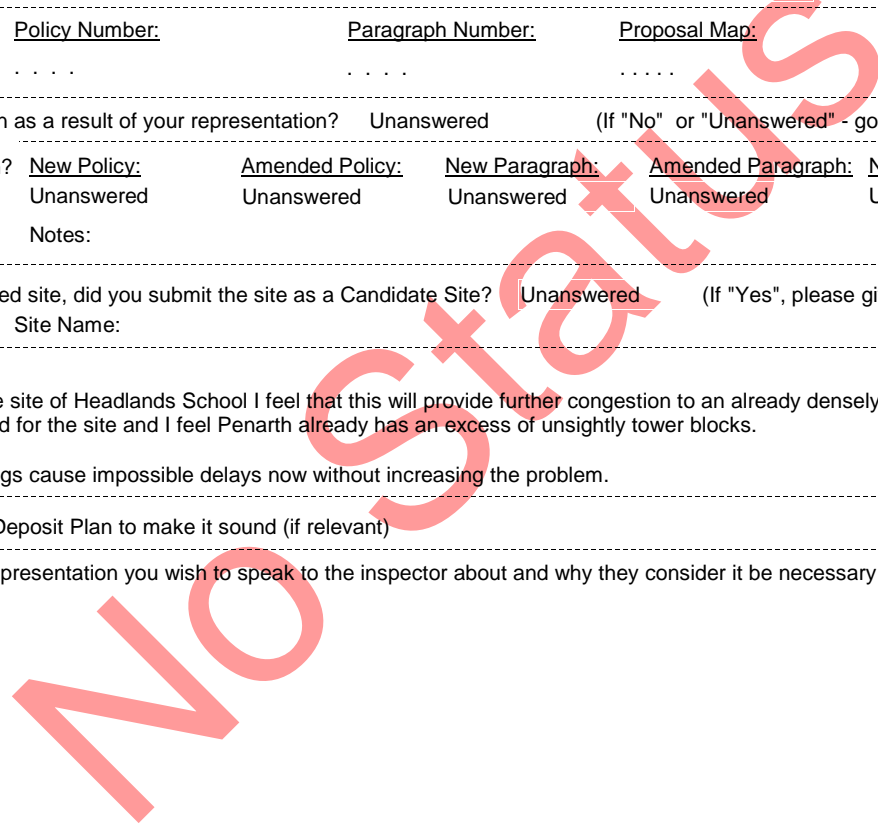 Policy Number: Paragraph Number: Proposal Map:
. . . . . . . . . . . . .
as a result of your representation? Unanswered (If "No" or "Unanswered" - go
? New Policy: Amended Policy: New Paragraph: Amended Paragraph:
Unanswered Unanswered Unanswered Unanswered
Notes:
ed site, did you submit the site as a Candidate Site? Unanswered (If "Yes", please gi
Site Name:
e site of Headlands School I feel that this will provide further congestion to an already densely
d for the site and I feel Penarth already has an excess of unsightly tower blocks.
gs cause impossible delays now without increasing the problem.
Deposit Plan to make it sound (if relevant)
presentation you wish to speak to the inspector about and why they consider it be necessary
No Status